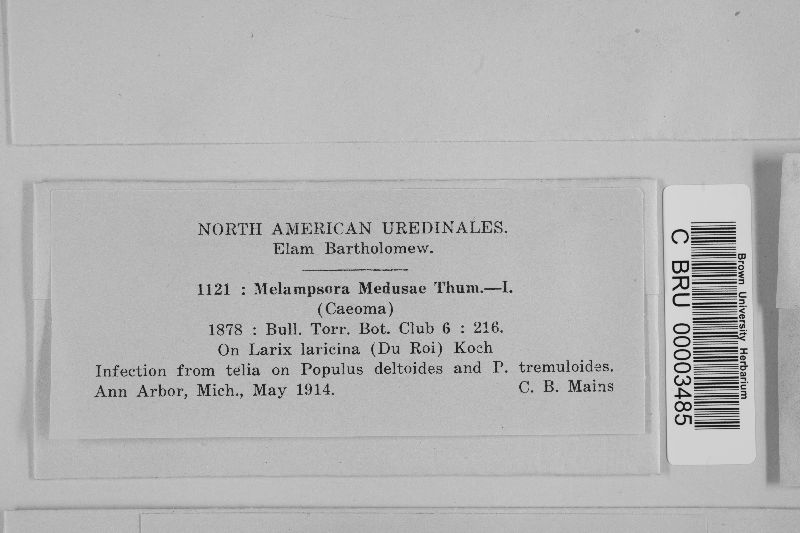 NORTH AMERICAN UREDINALES.
Elam Bartholomew.
1121 : Melampsora Medusae Thum.—I.
(Caeoma)
1878 : Bull. Torr. Bot. Club 6 : 216.
On Larix laricina (Du Roi) Koch
Infection from telia on Populus deltoides and P. tremuloides.
Ann Arbor, Mich., May 1914. C. B. Mains
Brown University Herbarium
C BRU 00003485